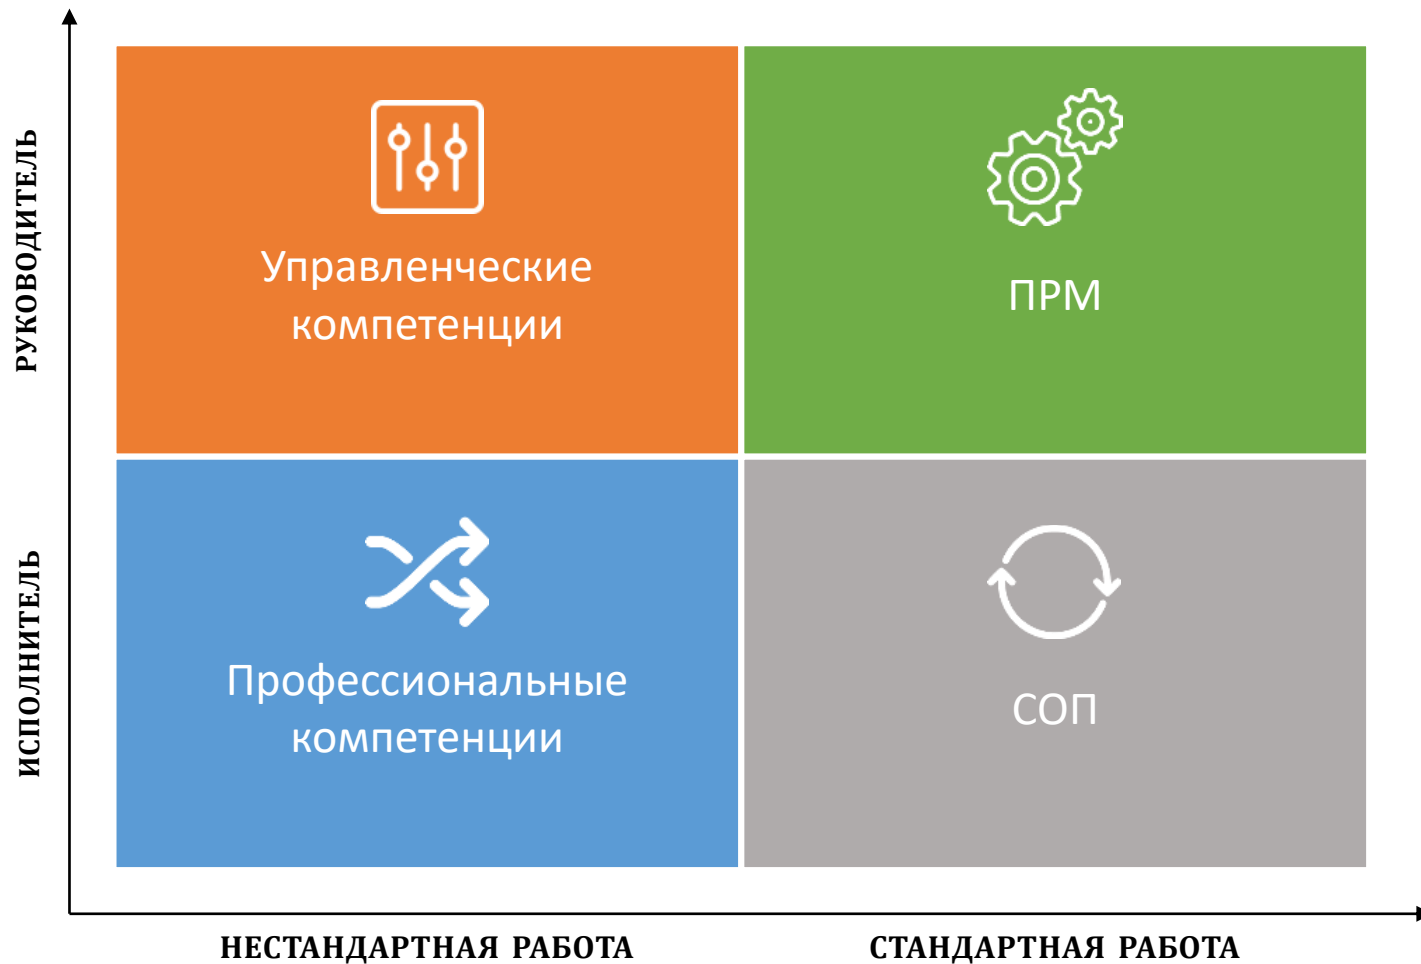 РУКОВОДИТЕЛЬ
Управленческие
компетенции
ПРМ
ИСПОЛНИТЕЛЬ
Профессиональные
компетенции
СОП
НЕСТАНДАРТНАЯ РАБОТА
СТАНДАРТНАЯ РАБОТА